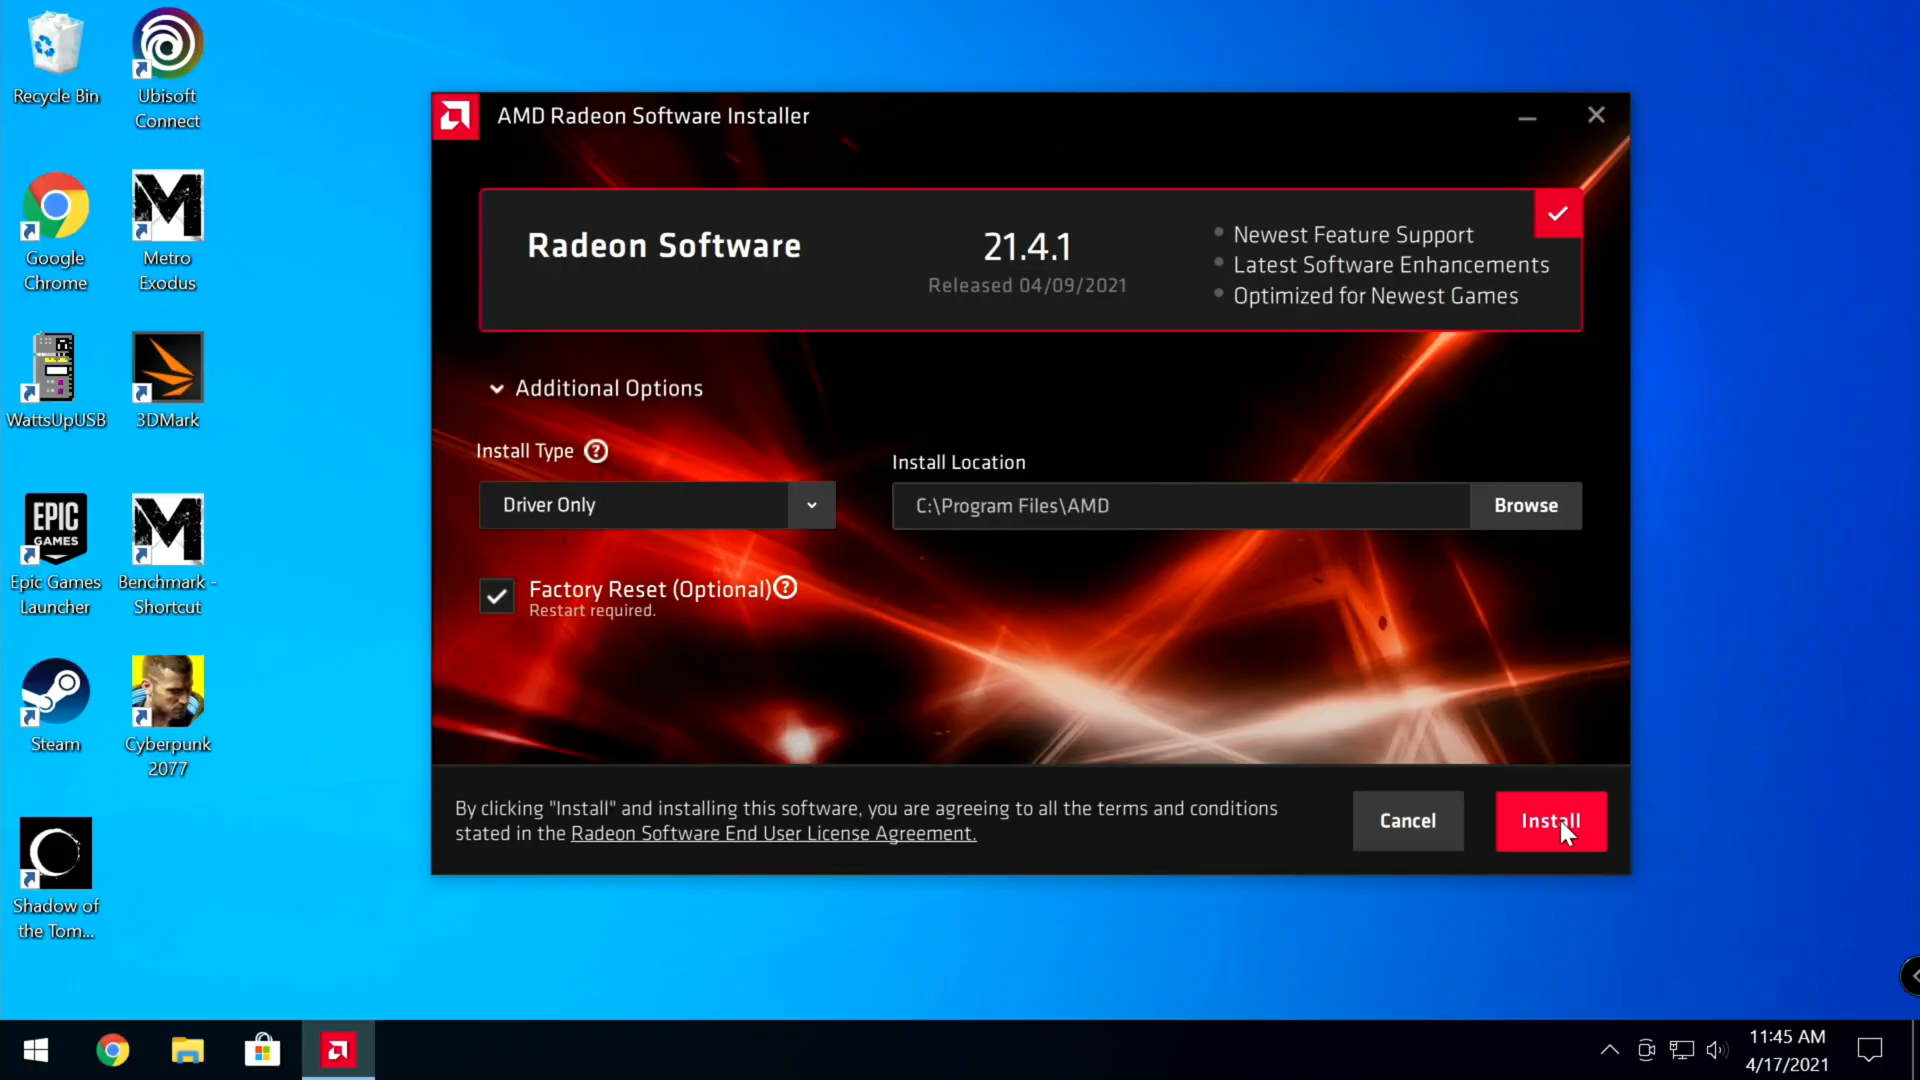 Recycle Bin
Ubisoft
Connect
Google
Chrome
Metro
Exodus
WattsUpUSB
3DMark
EPIC
GAMES
Epic Games
Launcher
Benchmark -
Shortcut
Steam
Cyberpunk
2077
Shadow of
the Tom...
AMD Radeon Software Installer
Radeon Software
21.4.1
Released 04/09/2021
Newest Feature Support
Latest Software Enhancements
Optimized for Newest Games
Additional Options
Install Type ?
Driver Only
Install Location
C:\Program Files\AMD
Browse
Factory Reset (Optional) ?
Restart required.
By clicking "Install" and installing this software, you are agreeing to all the terms and conditions
stated in the Radeon Software End User License Agreement.
Cancel
Install
11:45 AM
4/17/2021